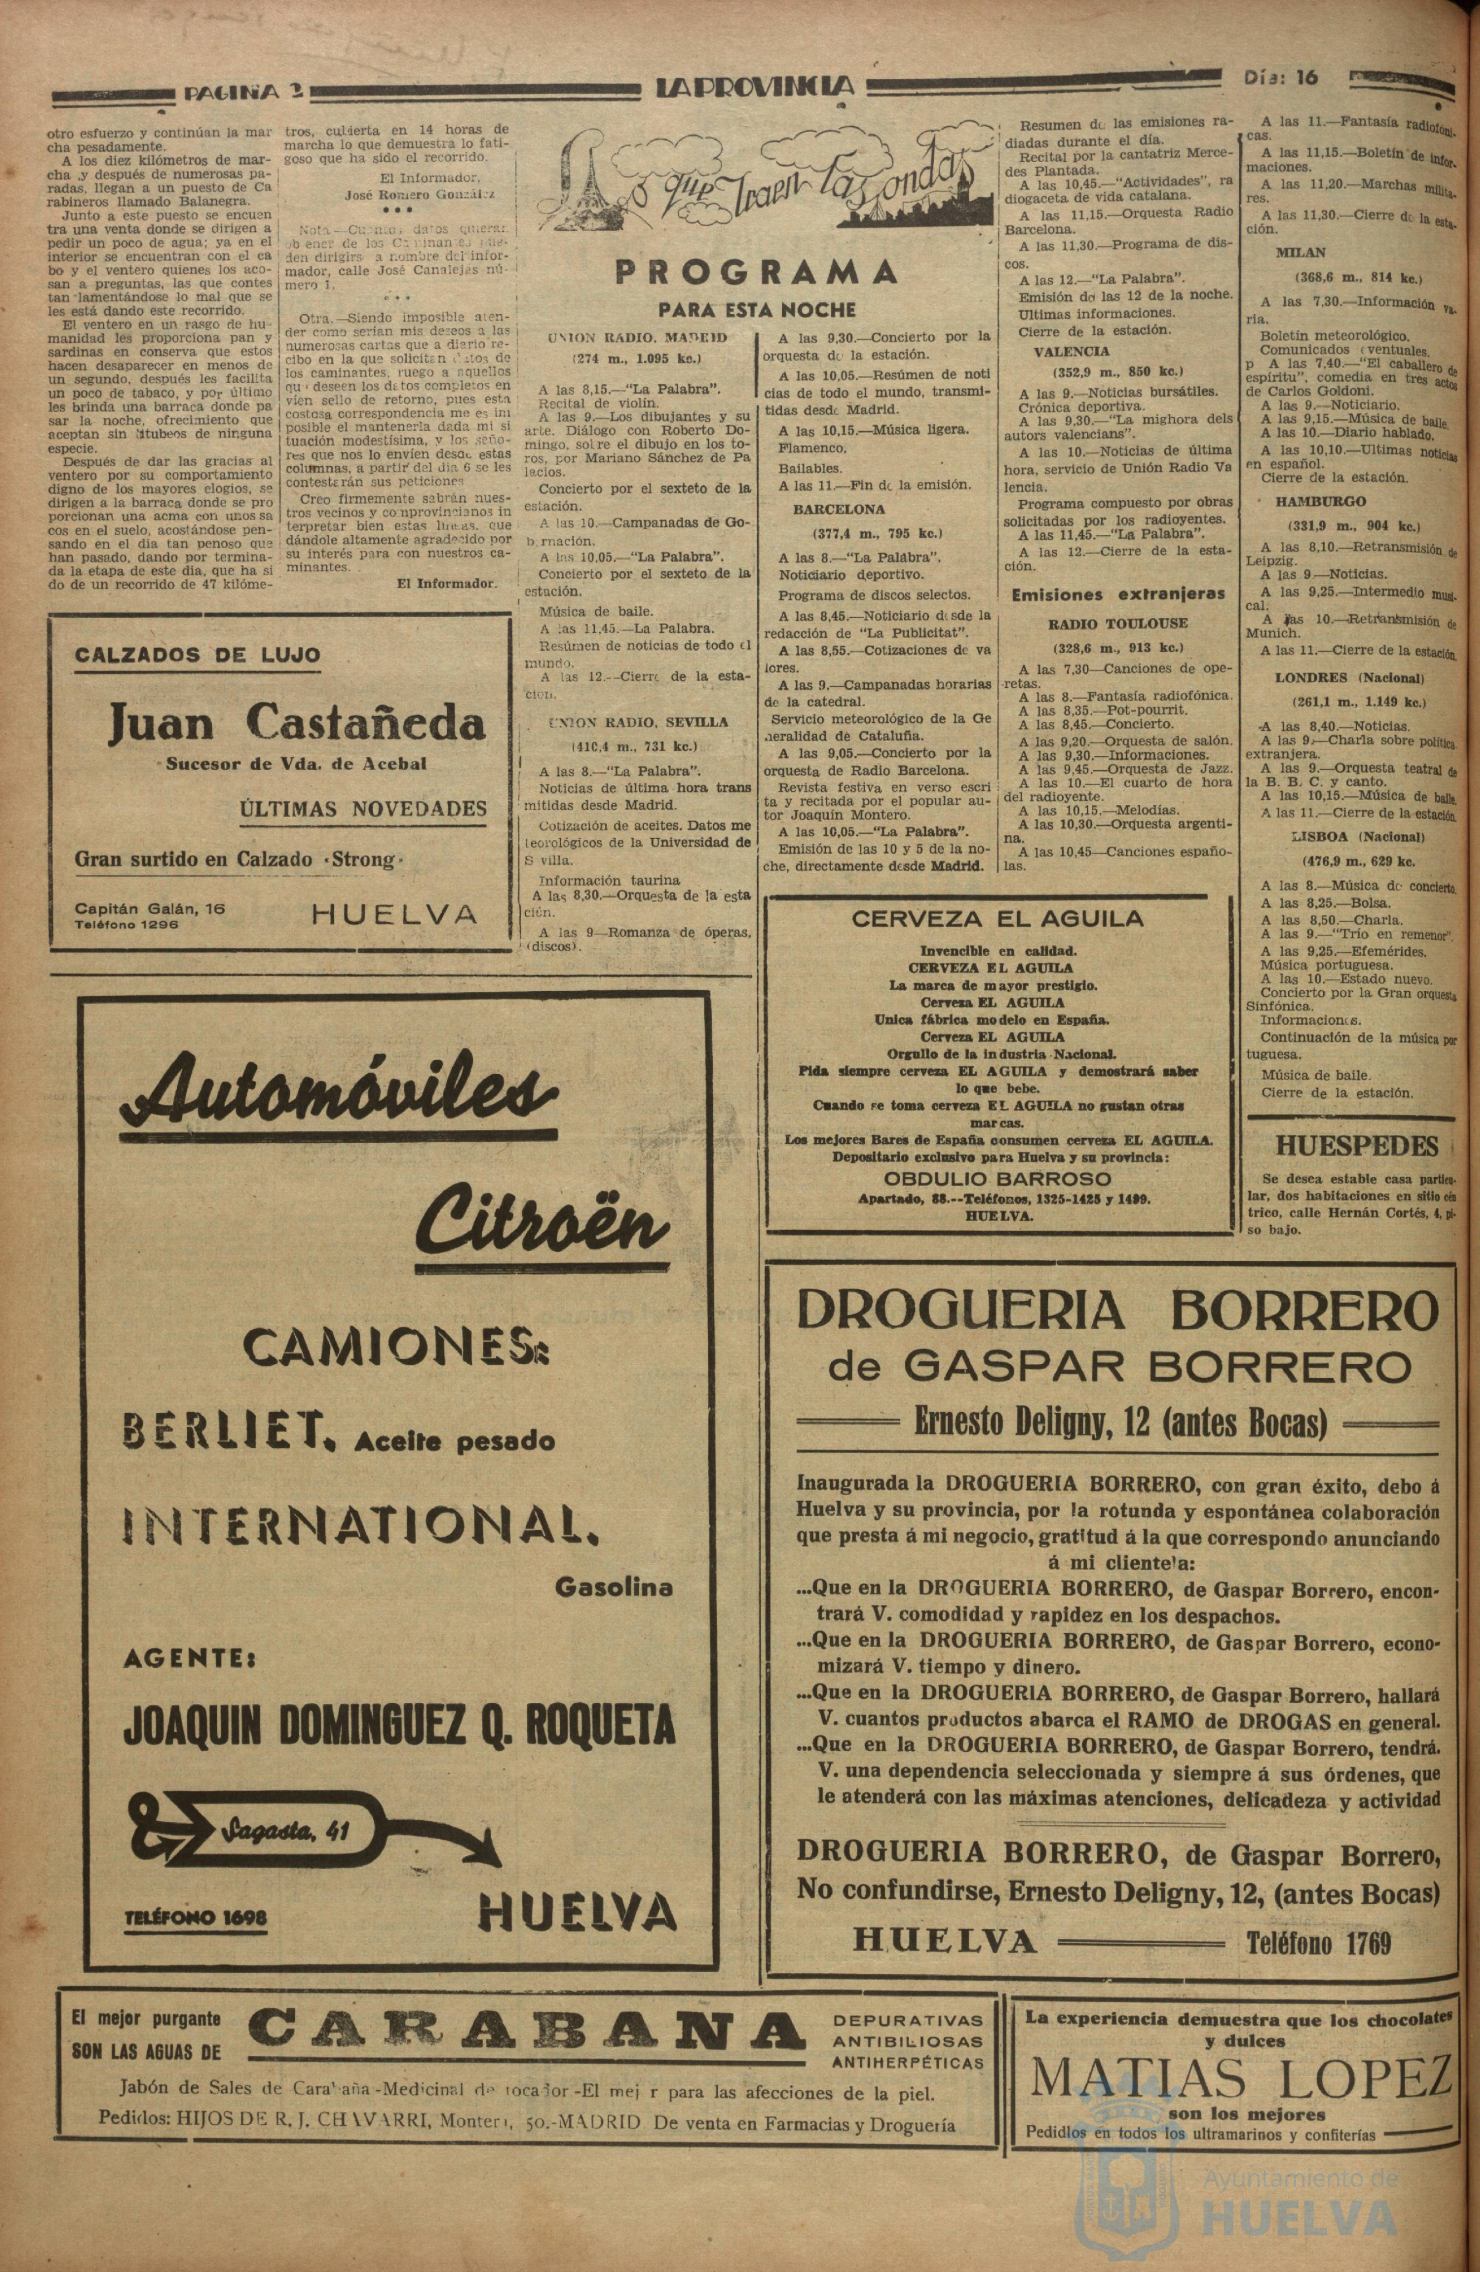 PAGINA 2
LA PROVINCIA
Día: 16
otro esfuerzo y continúan la mar
cha pesadamente.
A los diez kilómetros de mar-
cha y después de numerosas pa-
radas, llegan a un puesto de Ca
rabineros llamado Balanegra.
Junto a este puesto se encuen
tra una venta donde se dirigen a
pedir un poco de agua; ya en el
interior se encuentran con el ca
bo y el ventero quienes los aco-
san a preguntas, las que contes
tan lamentándose lo mal que se
les está dando este recorrido.
El ventero en un rasgo de hu-
manidad les proporciona pan y
sardinas en conserva que estos
hacen desaparecer en menos de
un segundo, después les facilita
un poco de tabaco, y por último
les brinda una barraca donde pa
sar la noche, ofrecimiento que
aceptan sin titubeos de ninguna
especie.
Después de dar las gracias al
ventero por su comportamiento
digno de los mayores elogios, se
dirigen a la barraca donde se pro
porcionan una acma con unos sa
cos en el suelo, acostándose pen-
sando en el dia tan penoso que
han pasado, dando por termina-
da la etapa de este dia, que ha si
do de un recorrido de 47 kilóme-
tros, cubierta en 14 horas de
marcha lo que demuestra lo fati-
goso que ha sido el recorrido.
El Informador,
José Romero González
* * *
Nota.—Cuantos datos quieran
obtener de los Caminantes pue-
den dirigirs a nombre del infor-
mador, calle José Canalejas nú-
mero 1.
* * *
Otra.—Siendo imposible aten-
der como serían mis deseos a las
numerosas cartas que a diario re-
cibo en la que solicitan datos de
los caminantes, ruego a aquellos
que deseen los datos completos en
vien sello de retorno, pues esta
costosa correspondencia me es im
posible el mantenerla dada mi si
tuación modestísima, y los seño-
res que nos lo envien desde estas
columnas, a partir del dia 6 se les
contestarán sus peticiones
Creo firmemente sabrán nues-
tros vecinos y comprovincianos in
terpretar bien estas lineas, que
dándole altamente agradecido por
su interés para con nuestros ca-
minantes.
El Informador.
CALZADOS DE LUJO
Juan Castañeda
Sucesor de Vda. de Acebal
ÚLTIMAS NOVEDADES
Gran surtido en Calzado «Strong»
Capitán Galán, 16
Teléfono 1296
HUELVA
Lo que traen las ondas
PROGRAMA
PARA ESTA NOCHE
UNION RADIO, MADRID
(274 m., 1.095 kc.)
A las 8,15.—"La Palabra".
Recital de violín.
A las 9.—Los dibujantes y su
arte. Diálogo con Roberto Do-
mingo, sobre el dibujo en los to-
ros, por Mariano Sánchez de Pa
lacios.
Concierto por el sexteto de la
estación.
A las 10.—Campanadas de Go-
b rnación.
A las 10,05.—"La Palabra".
Concierto por el sexteto de la
estación.
Música de baile.
A las 11,45.—La Palabra.
Resúmen de noticias de todo el
mundo.
A las 12.—Cierre de la esta-
ción.
UNION RADIO, SEVILLA
(410,4 m., 731 kc.)
A las 8.—"La Palabra".
Noticias de última hora trans
mitidas desde Madrid.
Cotización de aceites. Datos me
teorológicos de la Universidad de
S villa.
Información taurina
A las 8,30.—Orquesta de la esta
ción.
A las 9—Romanza de óperas,
(discos).
A las 9,30.—Concierto por la
orquesta de la estación.
A las 10,05.—Resúmen de noti
cias de todo el mundo, transmi-
tidas desde Madrid.
A las 10,15.—Música ligera.
Flamenco.
Bailables.
A las 11.—Fin de la emisión.
BARCELONA
(377,4 m., 795 kc.)
A las 8.—"La Palabra".
Noticiario deportivo.
Programa de discos selectos.
A las 8,45.—Noticiario desde la
redacción de "La Publicitat".
A las 8,55.—Cotizaciones de va
lores.
A las 9.—Campanadas horarias
de la catedral.
Servicio meteorológico de la Ge
neralidad de Cataluña.
A las 9,05.—Concierto por la
orquesta de Radio Barcelona.
Revista festiva en verso escri
ta y recitada por el popular au-
tor Joaquín Montero.
A las 10,05.—"La Palabra".
Emisión de las 10 y 5 de la no-
che, directamente desde Madrid.
Resumen de las emisiones ra-
diadas durante el día.
Recital por la cantatriz Merce-
des Plantada.
A las 10,45.—"Actividades", ra
diogaceta de vida catalana.
A las 11,15.—Orquesta Radio
Barcelona.
A las 11,30.—Programa de dis-
cos.
A las 12.—"La Palabra".
Emisión de las 12 de la noche.
Ultimas informaciones.
Cierre de la estación.
VALENCIA
(352,9 m., 850 kc.)
A las 9.—Noticias bursátiles.
Crónica deportiva.
A las 9,30.—"La mighora dels
autors valencians".
A las 10.—Noticias de última
hora, servicio de Unión Radio Va
lencia.
Programa compuesto por obras
solicitadas por los radioyentes.
A las 11,45.—"La Palabra".
A las 12.—Cierre de la esta-
ción.
Emisiones extranjeras
RADIO TOULOUSE
(328,6 m., 913 kc.)
A las 7,30—Canciones de ope-
retas.
A las 8.—Fantasía radiofónica.
A las 8,35.—Pot-pourrit.
A las 8,45.—Concierto.
A las 9,20.—Orquesta de salón.
A las 9,30.—Informaciones.
A las 9,45.—Orquesta de Jazz.
A las 10.—El cuarto de hora
del radioyente.
A las 10,15.—Melodías.
A las 10,30.—Orquesta argenti-
na.
A las 10,45—Canciones españo-
las.
A las 11.—Fantasía radiofóni-
cas.
A las 11,15.—Boletín de infor-
maciones.
A las 11,20.—Marchas milita-
res.
A las 11,30.—Cierre de la esta-
ción.
MILAN
(368,6 m., 814 kc.)
A las 7,30.—Información va-
ria.
Boletín meteorológico.
Comunicados eventuales.
p A las 7,40.—"El caballero de
espíritu", comedia en tres actos
de Carlos Goldoni.
A las 9.—Noticiario.
A las 9,15.—Música de baile.
A las 10.—Diario hablado.
A las 10,10.—Ultimas noticias
en español.
Cierre de la estación.
HAMBURGO
(331,9 m., 904 kc.)
A las 8,10.—Retransmisión de
Leipzig.
A las 9.—Noticias.
A las 9,25.—Intermedio musi-
cal.
A las 10.—Retransmisión de
Munich.
A las 11.—Cierre de la estación.
LONDRES (Nacional)
(261,1 m., 1.149 kc.)
A las 8,40.—Noticias.
A las 9.—Charla sobre política
extranjera.
A las 9.—Orquesta teatral de
la B. B. C. y canto.
A las 10,15.—Música de baile.
A las 11.—Cierre de la estación.
LISBOA (Nacional)
(476,9 m., 629 kc.
A las 8.—Música de concierto.
A las 8,25.—Bolsa.
A las 8,50.—Charla.
A las 9.—"Trío en remenor".
A las 9,25.—Efemérides.
Música portuguesa.
A las 10.—Estado nuevo.
Concierto por la Gran orquesta
Sinfónica.
Informaciones.
Continuación de la música por
tuguesa.
Música de baile.
Cierre de la estación.
CERVEZA EL AGUILA
Invencible en calidad.
CERVEZA EL AGUILA
La marca de mayor prestigio.
Cerveza EL AGUILA
Unica fábrica modelo en España.
Cerveza EL AGUILA
Orgullo de la industria Nacional.
Pida siempre cerveza EL AGUILA y demostrará saber
lo que bebe.
Cuando se toma cerveza EL AGUILA no gustan otras
marcas.
Los mejores Bares de España consumen cerveza EL AGUILA.
Depositario exclusivo para Huelva y su provincia:
OBDULIO BARROSO
Apartado, 88.--Teléfonos, 1325-1425 y 1499.
HUELVA.
HUESPEDES
Se desea estable casa particu-
lar, dos habitaciones en sitio cén
trico, calle Hernán Cortés, 4, pi-
so bajo.
Automóviles
Citroën
CAMIONES:
BERLIET. Aceite pesado
INTERNATIONAL.
Gasolina
AGENTE:
JOAQUIN DOMINGUEZ Q. ROQUETA
Sagasta, 41
TELÉFONO 1698
HUELVA
DROGUERIA BORRERO
de GASPAR BORRERO
Ernesto Deligny, 12 (antes Bocas)
Inaugurada la DROGUERIA BORRERO, con gran éxito, debo á
Huelva y su provincia, por la rotunda y espontánea colaboración
que presta á mi negocio, gratitud á la que correspondo anunciando
á mi clientela:
...Que en la DROGUERIA BORRERO, de Gaspar Borrero, encon-
trará V. comodidad y rapidez en los despachos.
...Que en la DROGUERIA BORRERO, de Gaspar Borrero, econo-
mizará V. tiempo y dinero.
...Que en la DROGUERIA BORRERO, de Gaspar Borrero, hallará
V. cuantos productos abarca el RAMO de DROGAS en general.
...Que en la DROGUERIA BORRERO, de Gaspar Borrero, tendrá.
V. una dependencia seleccionada y siempre á sus órdenes, que
le atenderá con las máximas atenciones, delicadeza y actividad
DROGUERIA BORRERO, de Gaspar Borrero,
No confundirse, Ernesto Deligny, 12, (antes Bocas)
HUELVA
Teléfono 1769
El mejor purgante
SON LAS AGUAS DE
CARABANA
DEPURATIVAS
ANTIBILIOSAS
ANTIHERPÉTICAS
Jabón de Sales de Carabaña -Medicinal de tocador -El mej r para las afecciones de la piel.
Pedidos: HIJOS DE R. J. CHAVARRI, Montera, 50.-MADRID De venta en Farmacias y Droguería
La experiencia demuestra que los chocolates
y dulces
MATIAS LOPEZ
son los mejores
Pedidlos en todos los ultramarinos y confiterías
Ayuntamiento de
HUELVA